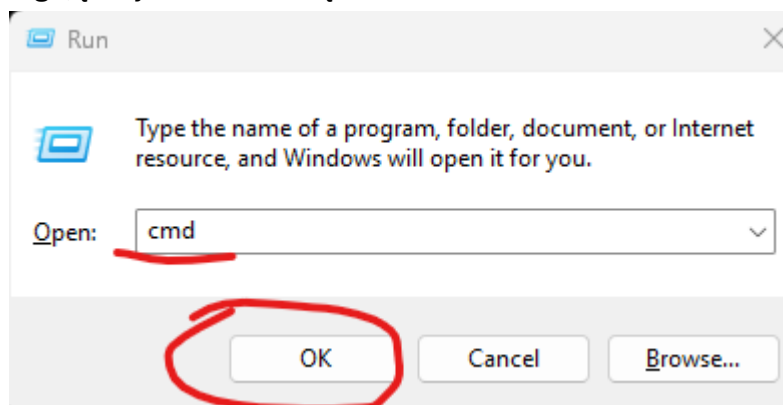 Run
Type the name of a program, folder, document, or Internet
resource, and Windows will open it for you.
Open: cmd
OK Cancel Browse...